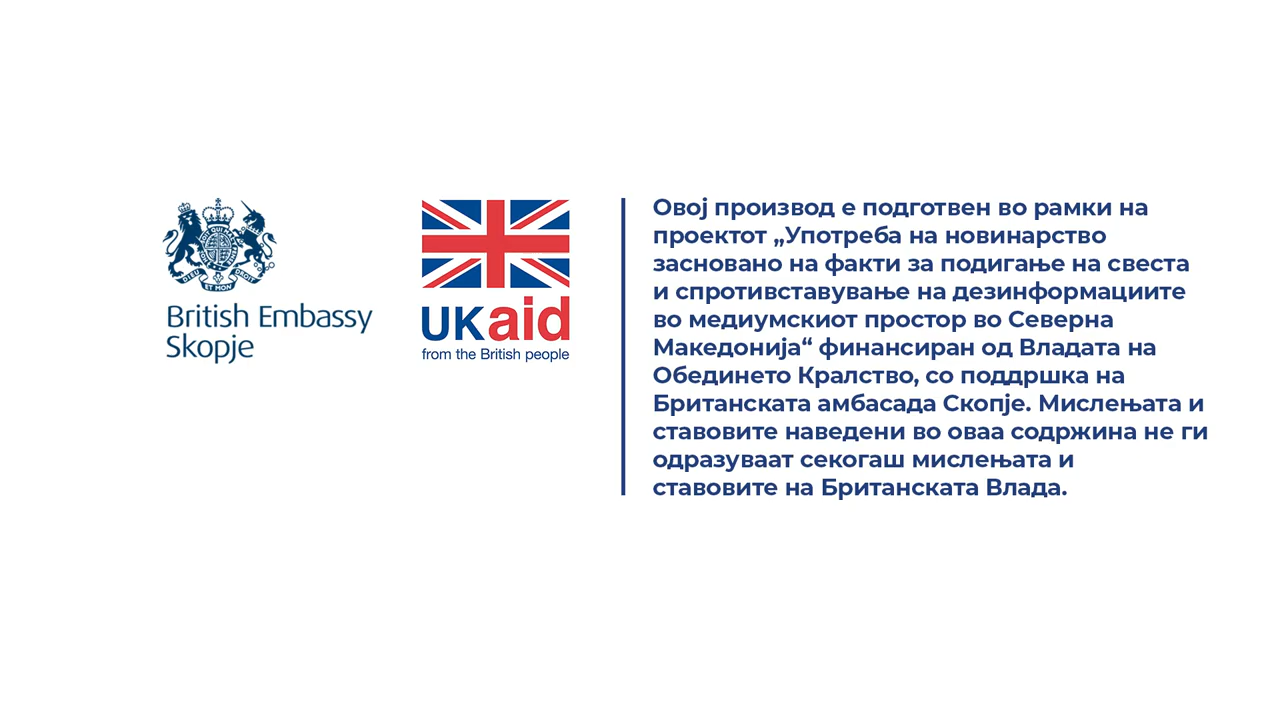 British Embassy
Skopje
UKaid
from the British people
Овој производ е подготвен во рамки на
проектот „Употреба на новинарство
засновано на факти за подигање на свеста
и спротивставување на дезинформациите
во медиумскиот простор во Северна
Македонија“ финансиран од Владата на
Обединето Кралство, со поддршка на
Британската амбасада Скопје. Мислењата и
ставовите наведени во оваа содржина не ги
одразуваат секогаш мислењата и
ставовите на Британската Влада.